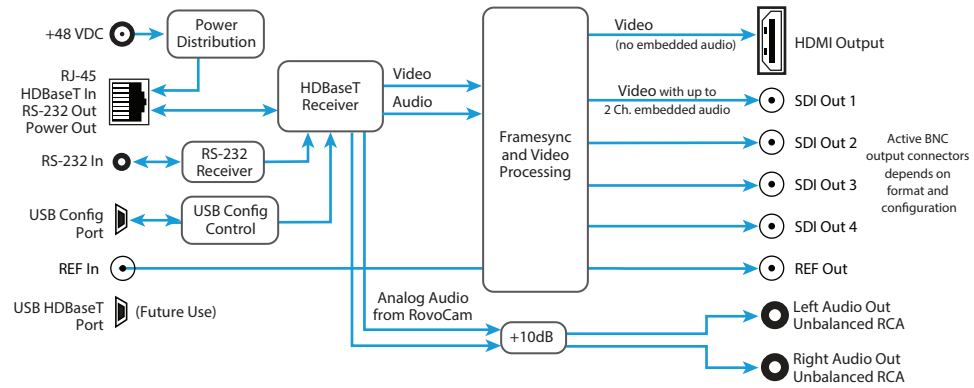 +48 VDC
Power
Distribution
RJ-45
HDBaseT In
RS-232 Out
Power Out
HDBaseT
Receiver
Video
Audio
RS-232 In
RS-232
Receiver
USB Config
Port
USB Config
Control
REF In
USB HDBaseT
Port
(Future Use)
Analog Audio
from RovoCam
+10dB
Framesync
and Video
Processing
Video
(no embedded audio)
HDMI Output
Video with up to
2 Ch. embedded audio
SDI Out 1
SDI Out 2
SDI Out 3
SDI Out 4
Active BNC
output connectors
depends on
format and
configuration
REF Out
Left Audio Out
Unbalanced RCA
Right Audio Out
Unbalanced RCA